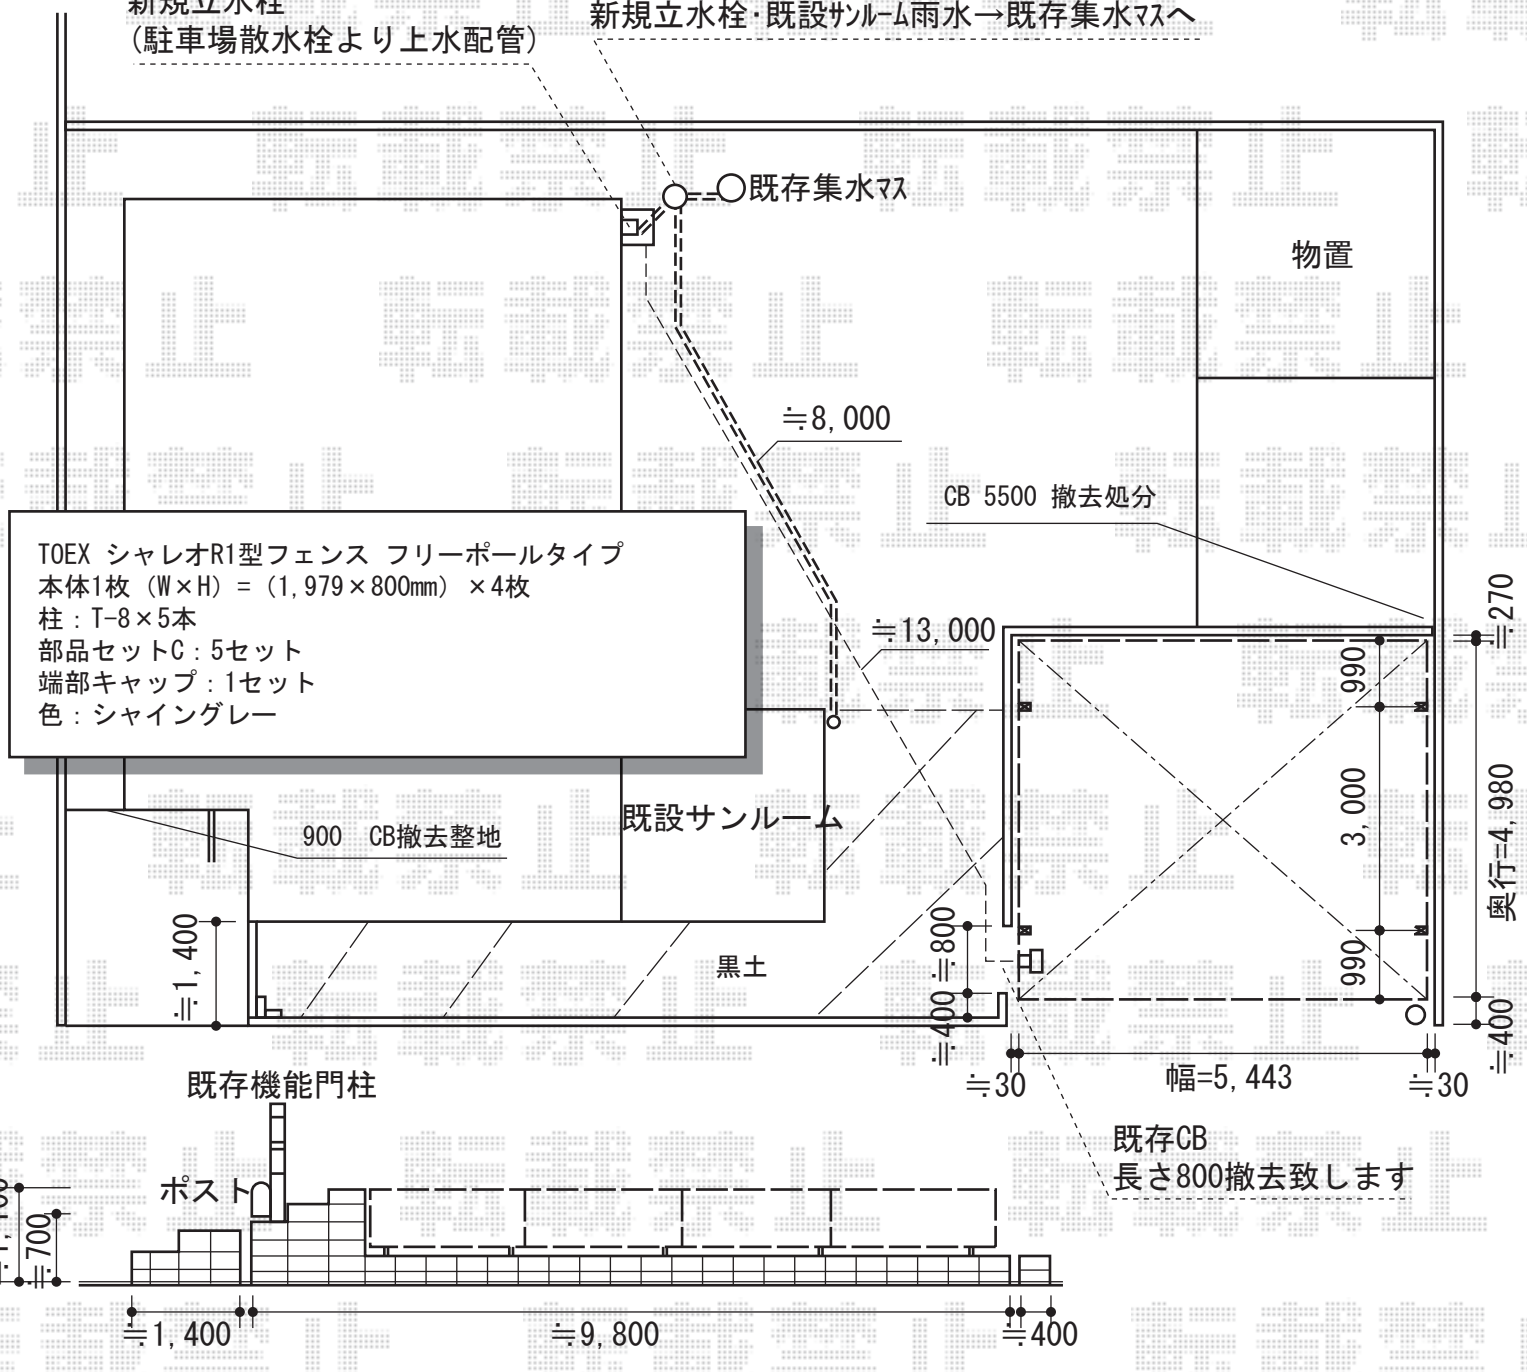 新規立水栓
(駐車場散水栓より上水配管)
新規立水栓・既設サンルーム雨水→既存集水マスへ
既存集水マス
物置
≒8,000
CB 5500 撤去処分
TOEX シャレオR1型フェンス フリーポールタイプ
本体1枚 (W×H) = (1,979×800mm) ×4枚
柱：T-8×5本
部品セットC：5セット
端部キャップ：1セット
色：シャイングレー
≒13,000
≒270
990
3,000
990
奥行=4,980
≒400
既設サンルーム
900 CB撤去整地
≒1,400
黒土
≒800
≒400
≒30
幅=5,443
≒30
既存機能門柱
既存CB
長さ800撤去致します
ポスト
≒700
≒1,400
≒9,800
≒400
転載禁止